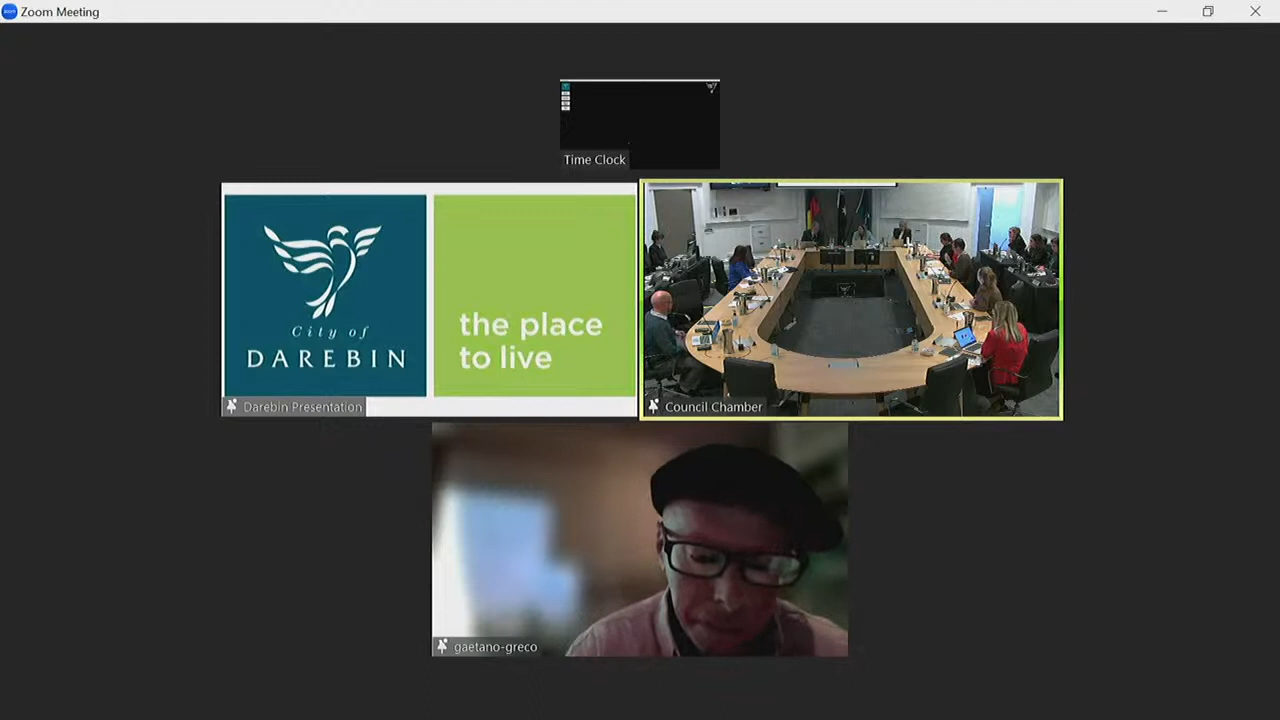 Zoom Meeting
Time Clock
City of
DAREBIN
the place
to live
Darebin Presentation
Council Chamber
gaetano-greco